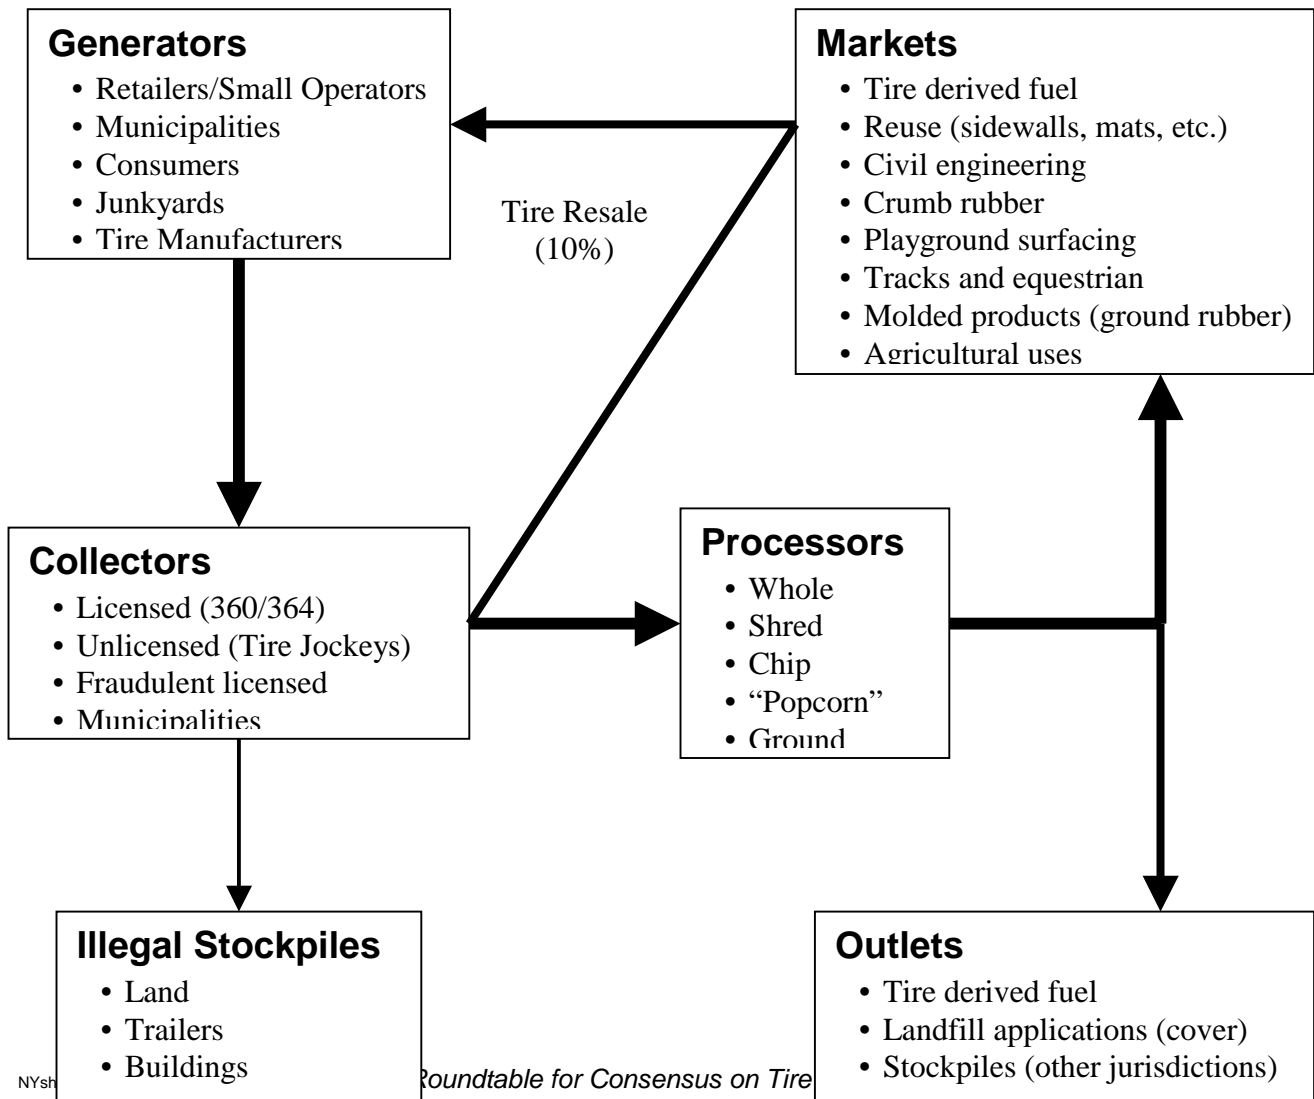 Generators
• Retailers/Small Operators
• Municipalities
• Consumers
• Junkyards
• Tire Manufacturers
Markets
• Tire derived fuel
• Reuse (sidewalls, mats, etc.)
• Civil engineering
• Crumb rubber
• Playground surfacing
• Tracks and equestrian
• Molded products (ground rubber)
• Agricultural uses
Tire Resale
(10%)
Collectors
• Licensed (360/364)
• Unlicensed (Tire Jockeys)
• Fraudulent licensed
• Municipalities
Processors
• Whole
• Shred
• Chip
• “Popcorn”
• Ground
Illegal Stockpiles
• Land
• Trailers
• Buildings
Outlets
• Tire derived fuel
• Landfill applications (cover)
• Stockpiles (other jurisdictions)
NYsh
Roundtable for Consensus on Tire